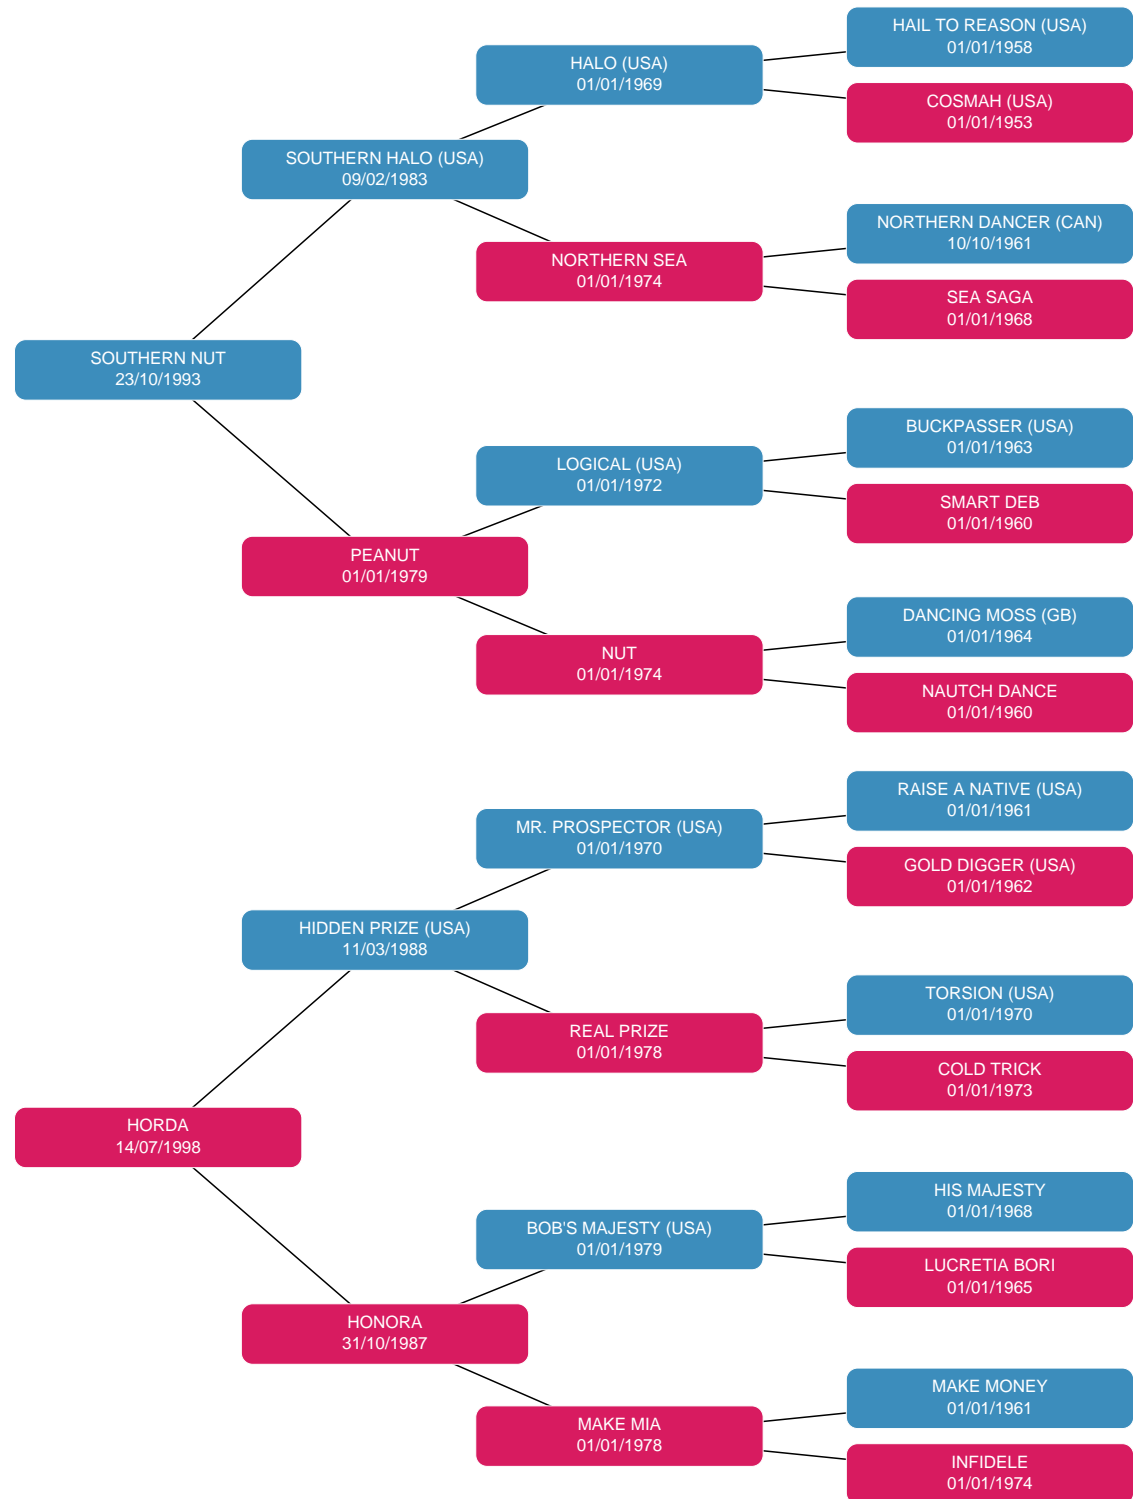 HAIL TO REASON (USA)
01/01/1958
HALO (USA)
01/01/1969
COSMAH (USA)
01/01/1953
SOUTHERN HALO (USA)
09/02/1983
NORTHERN DANCER (CAN)
10/10/1961
NORTHERN SEA
01/01/1974
SEA SAGA
01/01/1968
SOUTHERN NUT
23/10/1993
BUCKPASSER (USA)
01/01/1963
LOGICAL (USA)
01/01/1972
SMART DEB
01/01/1960
PEANUT
01/01/1979
DANCING MOSS (GB)
01/01/1964
NUT
01/01/1974
NAUTCH DANCE
01/01/1960
RAISE A NATIVE (USA)
01/01/1961
MR. PROSPECTOR (USA)
01/01/1970
GOLD DIGGER (USA)
01/01/1962
HIDDEN PRIZE (USA)
11/03/1988
TORSION (USA)
01/01/1970
REAL PRIZE
01/01/1978
COLD TRICK
01/01/1973
HORDA
14/07/1998
HIS MAJESTY
01/01/1968
BOB'S MAJESTY (USA)
01/01/1979
LUCRETIA BORI
01/01/1965
HONORA
31/10/1987
MAKE MONEY
01/01/1961
MAKE MIA
01/01/1978
INFIDELE
01/01/1974